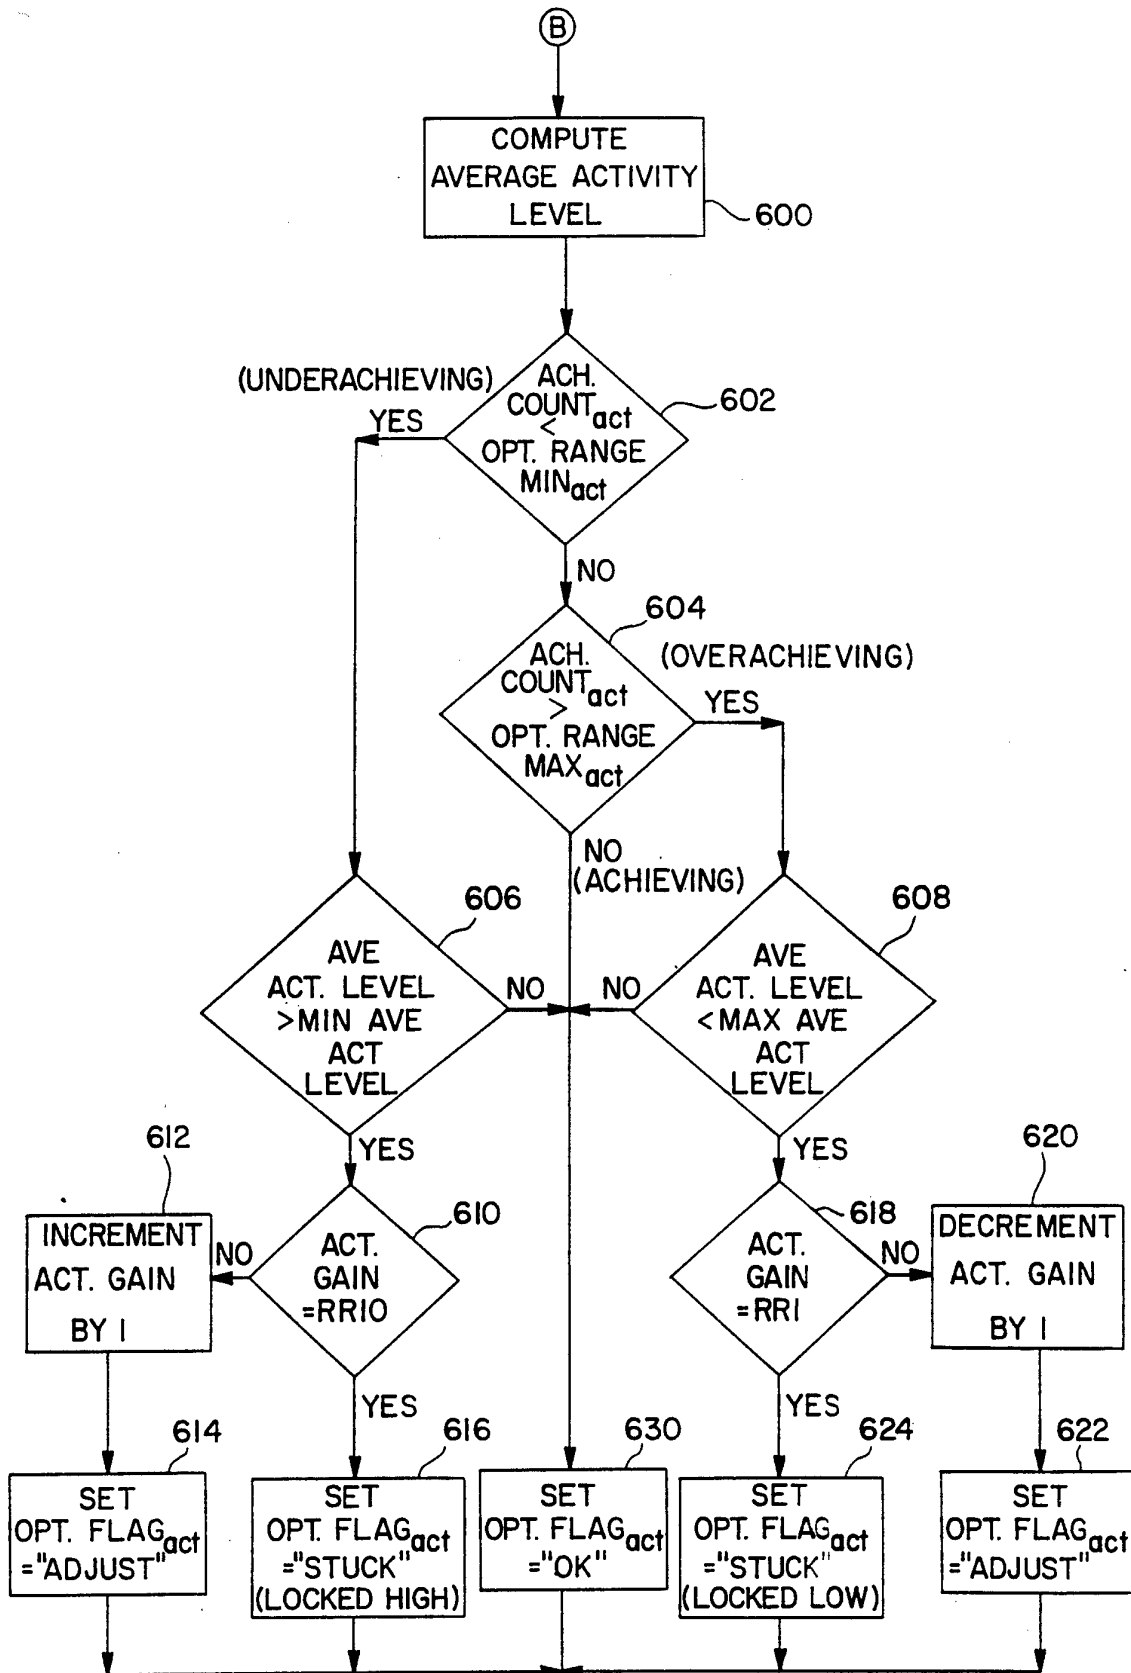 B
COMPUTE
AVERAGE ACTIVITY
LEVEL
600
(UNDERACHIEVING)
YES
ACH.
COUNTact
<
OPT. RANGE
MINact
602
NO
604
(OVERACHIEVING)
ACH.
COUNTact
>
OPT. RANGE
MAXact
YES
NO
(ACHIEVING)
606
AVE
ACT. LEVEL
>MIN AVE
ACT
LEVEL
NO
608
AVE
ACT. LEVEL
<MAX AVE
ACT
LEVEL
NO
YES
YES
612
INCREMENT
ACT. GAIN
BY 1
NO
610
ACT.
GAIN
=RR10
618
ACT.
GAIN
=RR1
NO
620
DECREMENT
ACT. GAIN
BY 1
YES
YES
614
SET
OPT. FLAGact
="ADJUST"
616
SET
OPT. FLAGact
="STUCK"
(LOCKED HIGH)
630
SET
OPT. FLAGact
="OK"
624
SET
OPT. FLAGact
="STUCK"
(LOCKED LOW)
622
SET
OPT. FLAGact
="ADJUST"